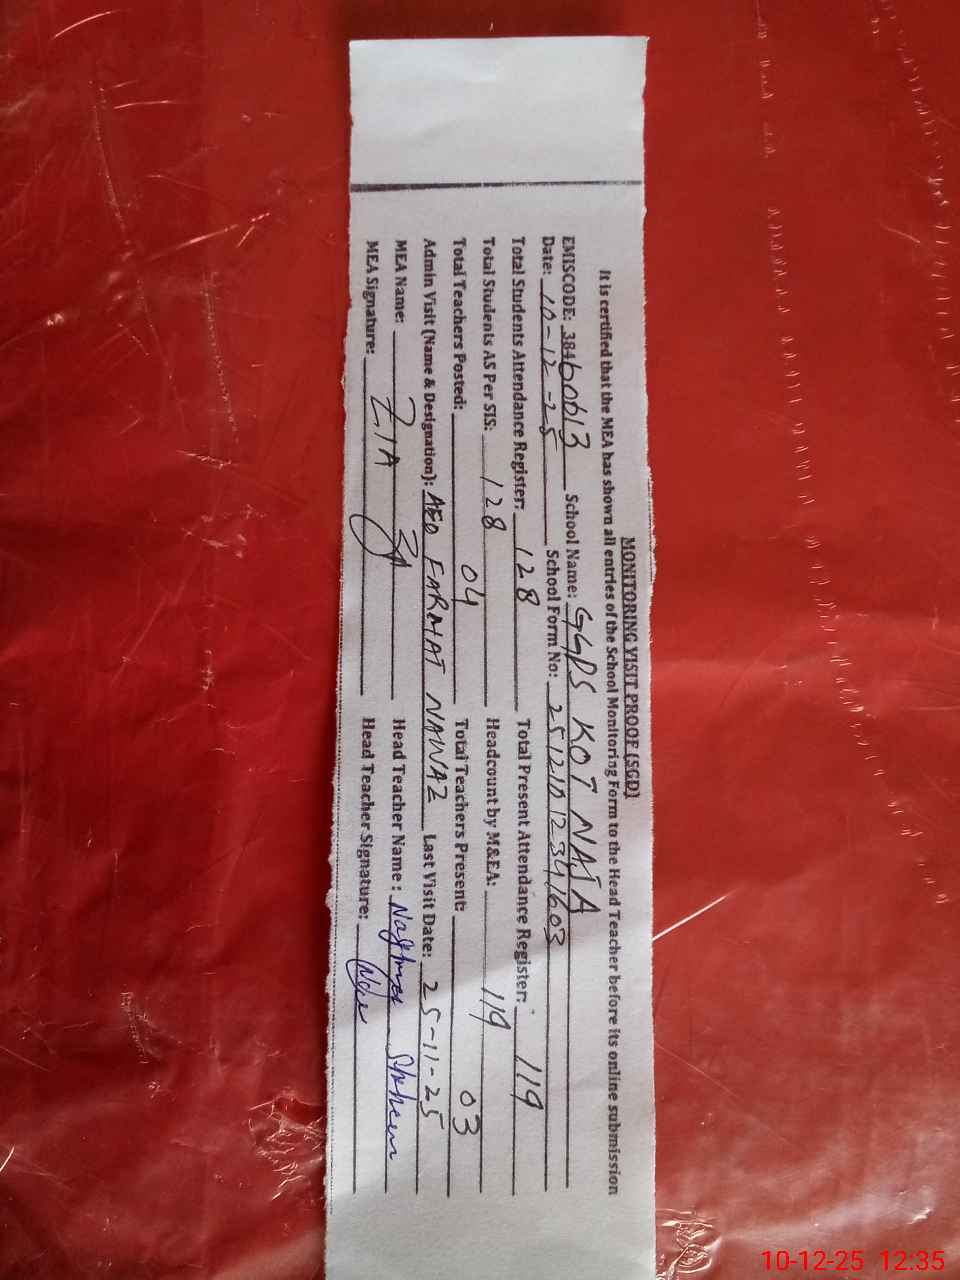 MONITORING VISIT PROOF (SGD)
It is certified that the MEA has shown all entries of the School Monitoring Form to the Head Teacher before its online submission
EMISCODE: 38460613 School Name: GGPS KOT NAJA
Date: 10-12-25 School Form No: 25121012341603
Total Students Attendance Register: 128 Total Present Attendance Register: 119
Total Students AS Per SIS: 128 Headcount by M&EA: 119
Total Teachers Posted: 04 Total Teachers Present: 03
Admin Visit (Name & Designation): AEO FARHAT NAWAZ Last Visit Date: 25-11-25
MEA Name: ZIA Head Teacher Name: Naghma
MEA Signature: Head Teacher Signature:
10-12-25 12:35